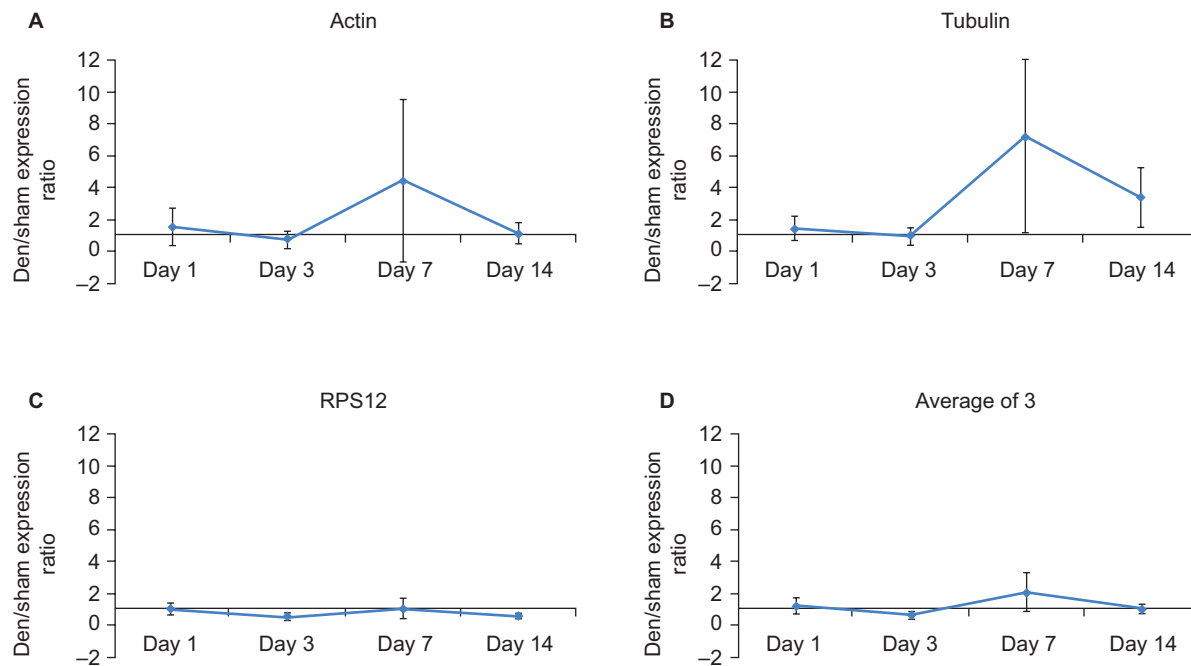 A Actin
Den/sham expression
ratio
12
10
8
6
4
2
0
–2
Day 1 Day 3 Day 7 Day 14
B Tubulin
Den/sham expression
ratio
12
10
8
6
4
2
0
–2
Day 1 Day 3 Day 7 Day 14
C RPS12
Den/sham expression
ratio
12
10
8
6
4
2
0
–2
Day 1 Day 3 Day 7 Day 14
D Average of 3
Den/sham expression
ratio
12
10
8
6
4
2
0
–2
Day 1 Day 3 Day 7 Day 14